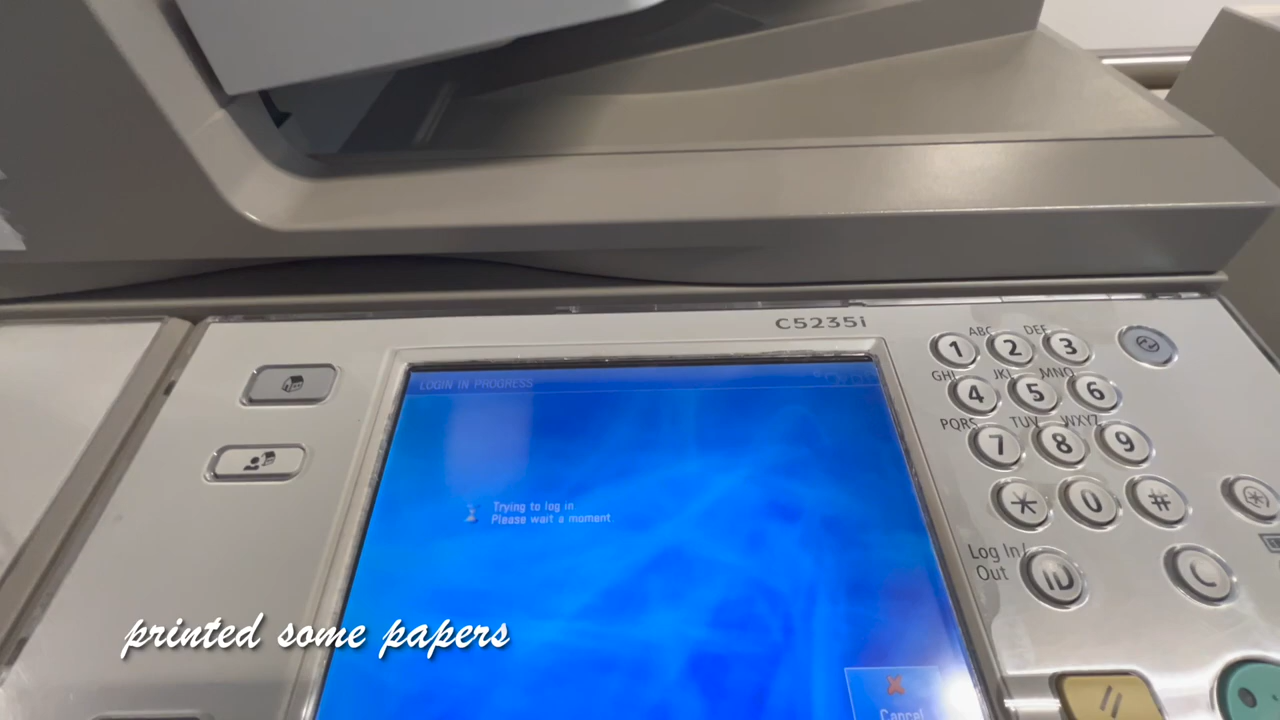 C5235i
LOGIN IN PROGRESS
Trying to log in
Please wait a moment.
Cancel
ABC DEF
1 2 3
GHI JKL MNO
4 5 6
PQRS TUV WXYZ
7 8 9
* 0 #
Log In/
Out
ID
C
printed some papers